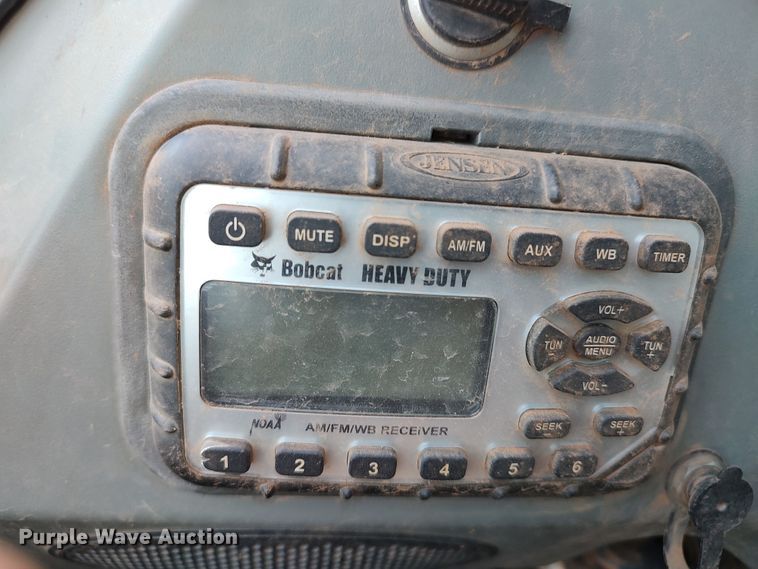 JENSEN
MUTE DISP AM/FM AUX WB TIMER
Bobcat HEAVY DUTY
VOL+
TUN - AUDIO MENU TUN +
VOL-
SEEK - SEEK +
NOAA AM/FM/WB RECEIVER
1 2 3 4 5 6
Purple Wave Auction